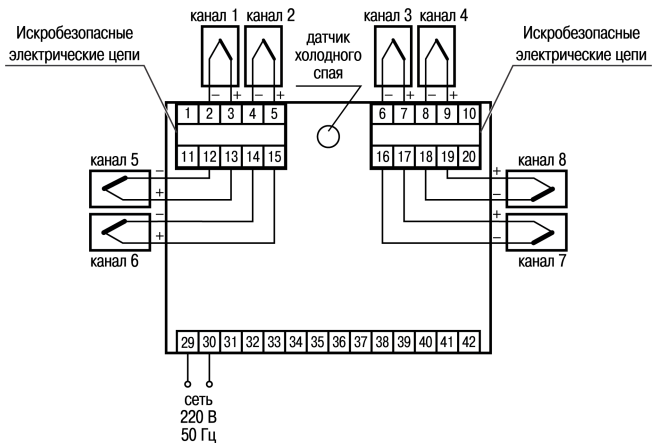 канал 1 канал 2
канал 3 канал 4
Искробезопасные
электрические цепи
датчик
холодного
спая
Искробезопасные
электрические цепи
– + – +
– + – +
1 2 3 4 5
6 7 8 9 10
11 12 13 14 15
16 17 18 19 20
канал 5
–
+
–
+
канал 6
канал 8
+
–
+
–
канал 7
29 30 31 32 33 34 35 36 37 38 39 40 41 42
сеть
220 В
50 Гц